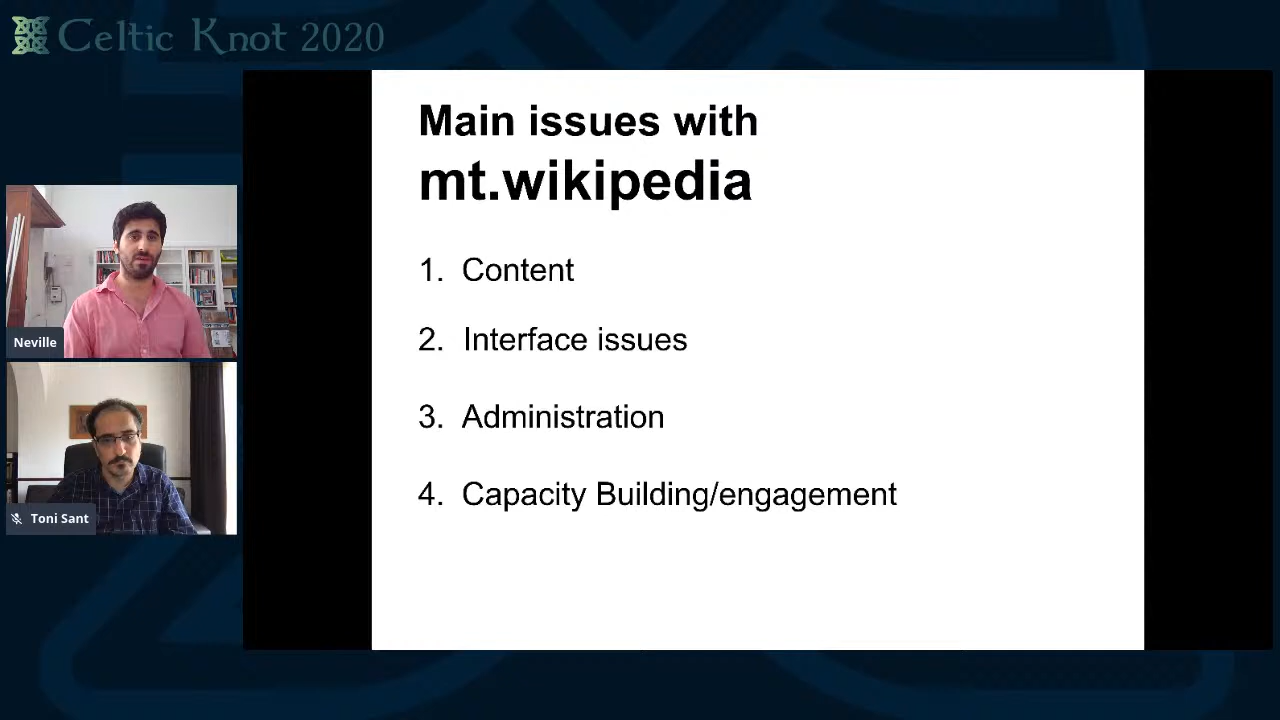 Celtic Knot 2020
Main issues with
mt.wikipedia
1. Content
2. Interface issues
3. Administration
4. Capacity Building/engagement
Neville
Toni Sant